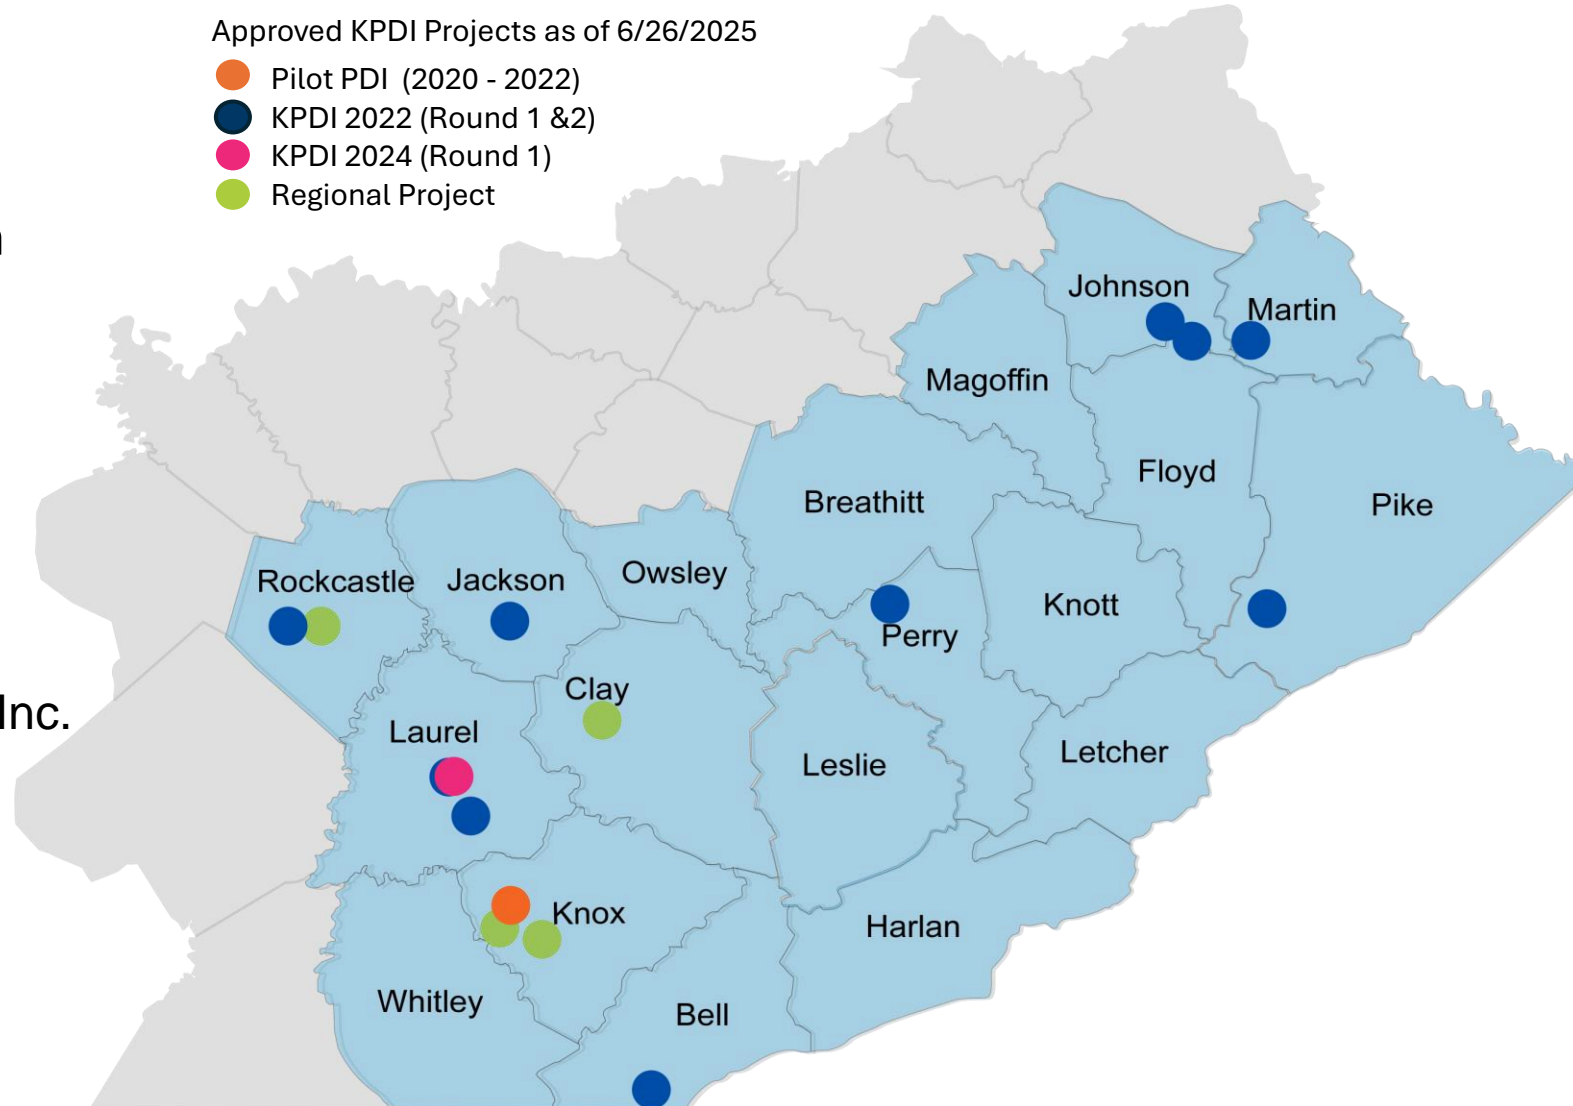 Approved KPDI Projects as of 6/26/2025
Pilot PDI (2020 - 2022)
KPDI 2022 (Round 1 &2)
KPDI 2024 (Round 1)
Regional Project
Inc.
Johnson
Martin
Magoffin
Floyd
Breathitt
Pike
Rockcastle
Jackson
Owsley
Knott
Perry
Clay
Laurel
Leslie
Letcher
Knox
Harlan
Whitley
Bell